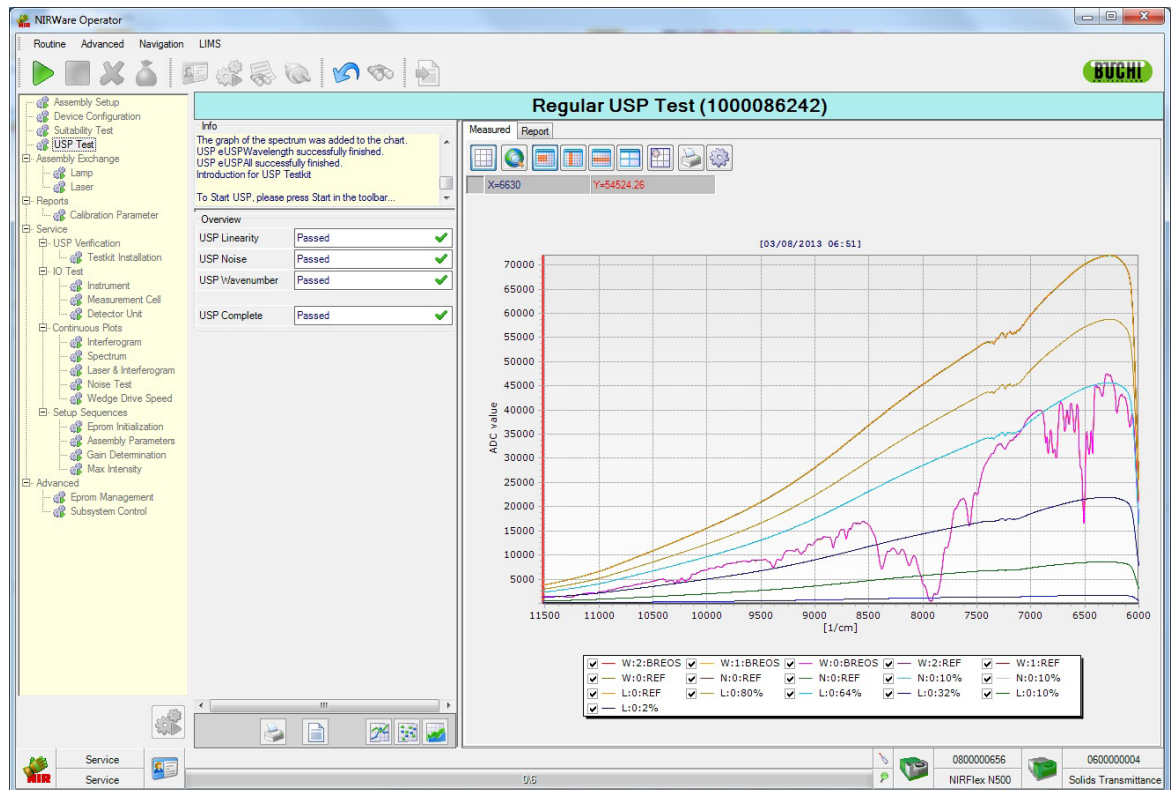 NIRWare Operator
Routine Advanced Navigation LIMS
BUCHI
SWITZERLAND
Assembly Setup
Device Configuration
Suitability Test
USP Test
Assembly Exchange
Lamp
Laser
Reports
Calibration Parameter
Service
USP Verification
Testkit Installation
IO Test
Instrument
Measurement Cell
Detector Unit
Continuous Plots
Interferogram
Spectrum
Laser & Interferogram
Noise Test
Wedge Drive Speed
Setup Sequences
Eprom Initialization
Assembly Parameters
Gain Determination
Max Intensity
Advanced
Eprom Management
Subsystem Control
Regular USP Test (1000086242)
Info
The graph of the spectrum was added to the chart.
USP eUSPWavelength successfully finished.
USP eUSPAll successfully finished.
Introduction for USP Testkit
To Start USP, please press Start in the toolbar...
Overview
USP Linearity Passed
USP Noise Passed
USP Wavenumber Passed
USP Complete Passed
Measured Report
X=6630 Y=54524.26
[03/08/2013 06:51]
70000
65000
60000
55000
50000
45000
40000
35000
30000
25000
20000
15000
10000
5000
ADC value
11500 11000 10500 10000 9500 9000 8500 8000 7500 7000 6500 6000
[1/cm]
W:2:BREOS W:1:BREOS W:0:BREOS W:2:REF W:1:REF
W:0:REF N:0:REF N:0:REF N:0:10% N:0:10%
L:0:REF L:0:80% L:0:64% L:0:32% L:0:10%
L:0:2%
NIR
Service
Service
0\6
0800000656
NIRFlex N500
0600000004
Solids Transmittance